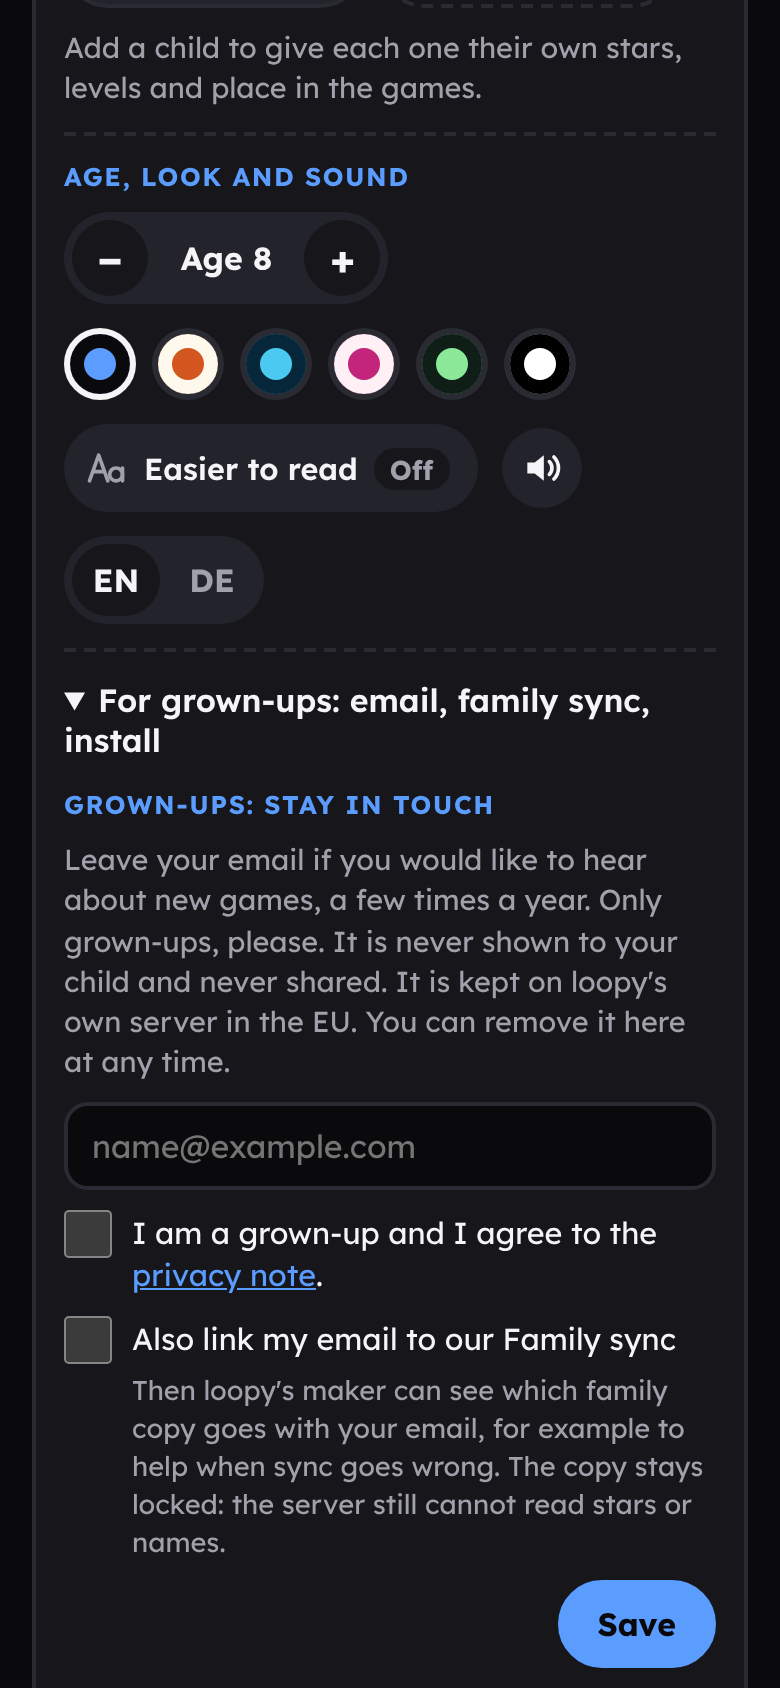 Add a child to give each one their own stars,
levels and place in the games.
AGE, LOOK AND SOUND
− Age 8 +
Aa Easier to read Off
EN DE
▼ For grown-ups: email, family sync,
install
GROWN-UPS: STAY IN TOUCH
Leave your email if you would like to hear
about new games, a few times a year. Only
grown-ups, please. It is never shown to your
child and never shared. It is kept on loopy's
own server in the EU. You can remove it here
at any time.
name@example.com
I am a grown-up and I agree to the
privacy note.
Also link my email to our Family sync
Then loopy's maker can see which family
copy goes with your email, for example to
help when sync goes wrong. The copy stays
locked: the server still cannot read stars or
names.
Save